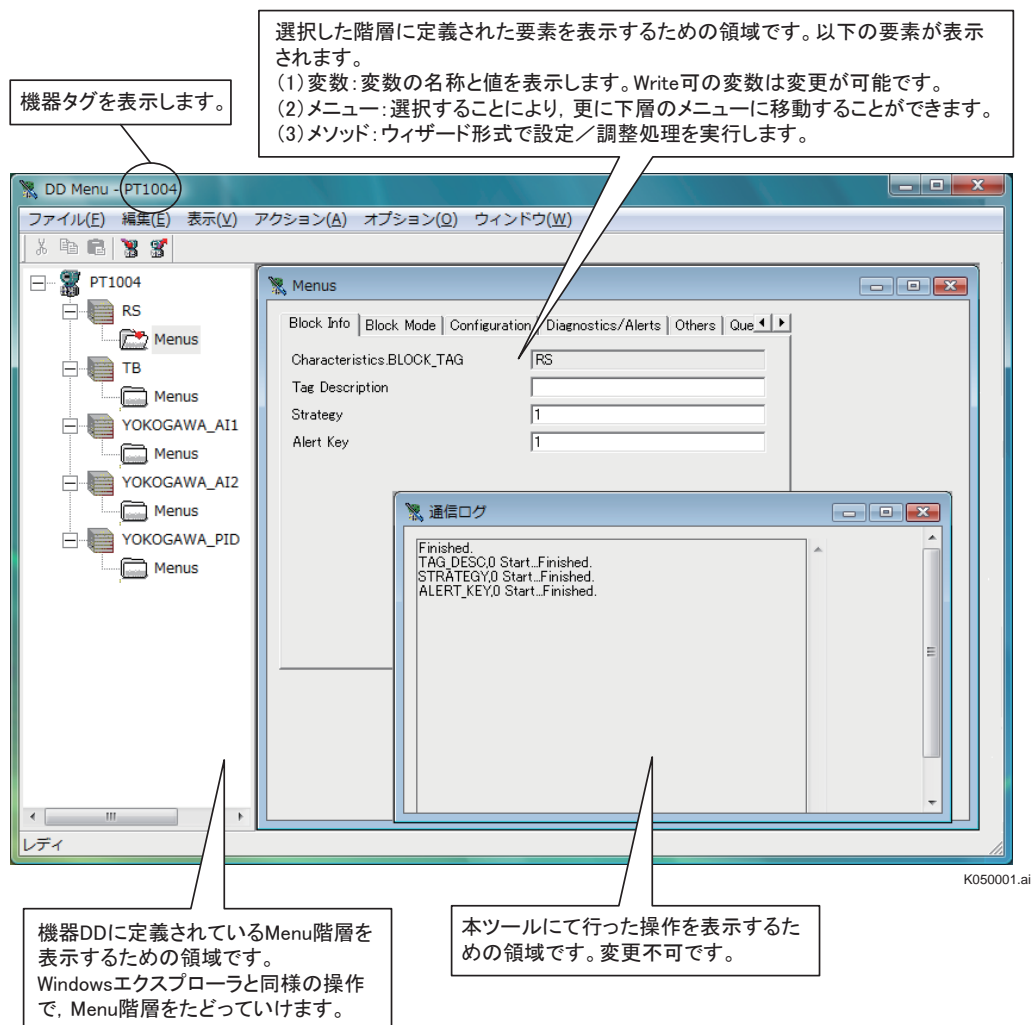 選択した階層に定義された要素を表示するための領域です。以下の要素が表示
されます。
(1)変数：変数の名称と値を表示します。Write可の変数は変更が可能です。
(2)メニュー：選択することにより，更に下層のメニューに移動することができます。
(3)メソッド：ウィザード形式で設定／調整処理を実行します。
機器タグを表示します。
DD Menu - PT1004
ファイル(F) 編集(E) 表示(V) アクション(A) オプション(O) ウィンドウ(W)
PT1004
RS
Menus
TB
Menus
YOKOGAWA_AI1
Menus
YOKOGAWA_AI2
Menus
YOKOGAWA_PID
Menus
Menus
Block Info Block Mode Configuration Diagnostics/Alerts Others Que
Characteristics.BLOCK_TAG RS
Tag Description
Strategy 1
Alert Key 1
通信ログ
Finished.
TAG_DESC,0 Start...Finished.
STRATEGY,0 Start...Finished.
ALERT_KEY,0 Start...Finished.
レディ
K050001.ai
機器DDに定義されているMenu階層を
表示するための領域です。
Windowsエクスプローラと同様の操作
で，Menu階層をたどっていけます。
本ツールにて行った操作を表示するた
めの領域です。変更不可です。